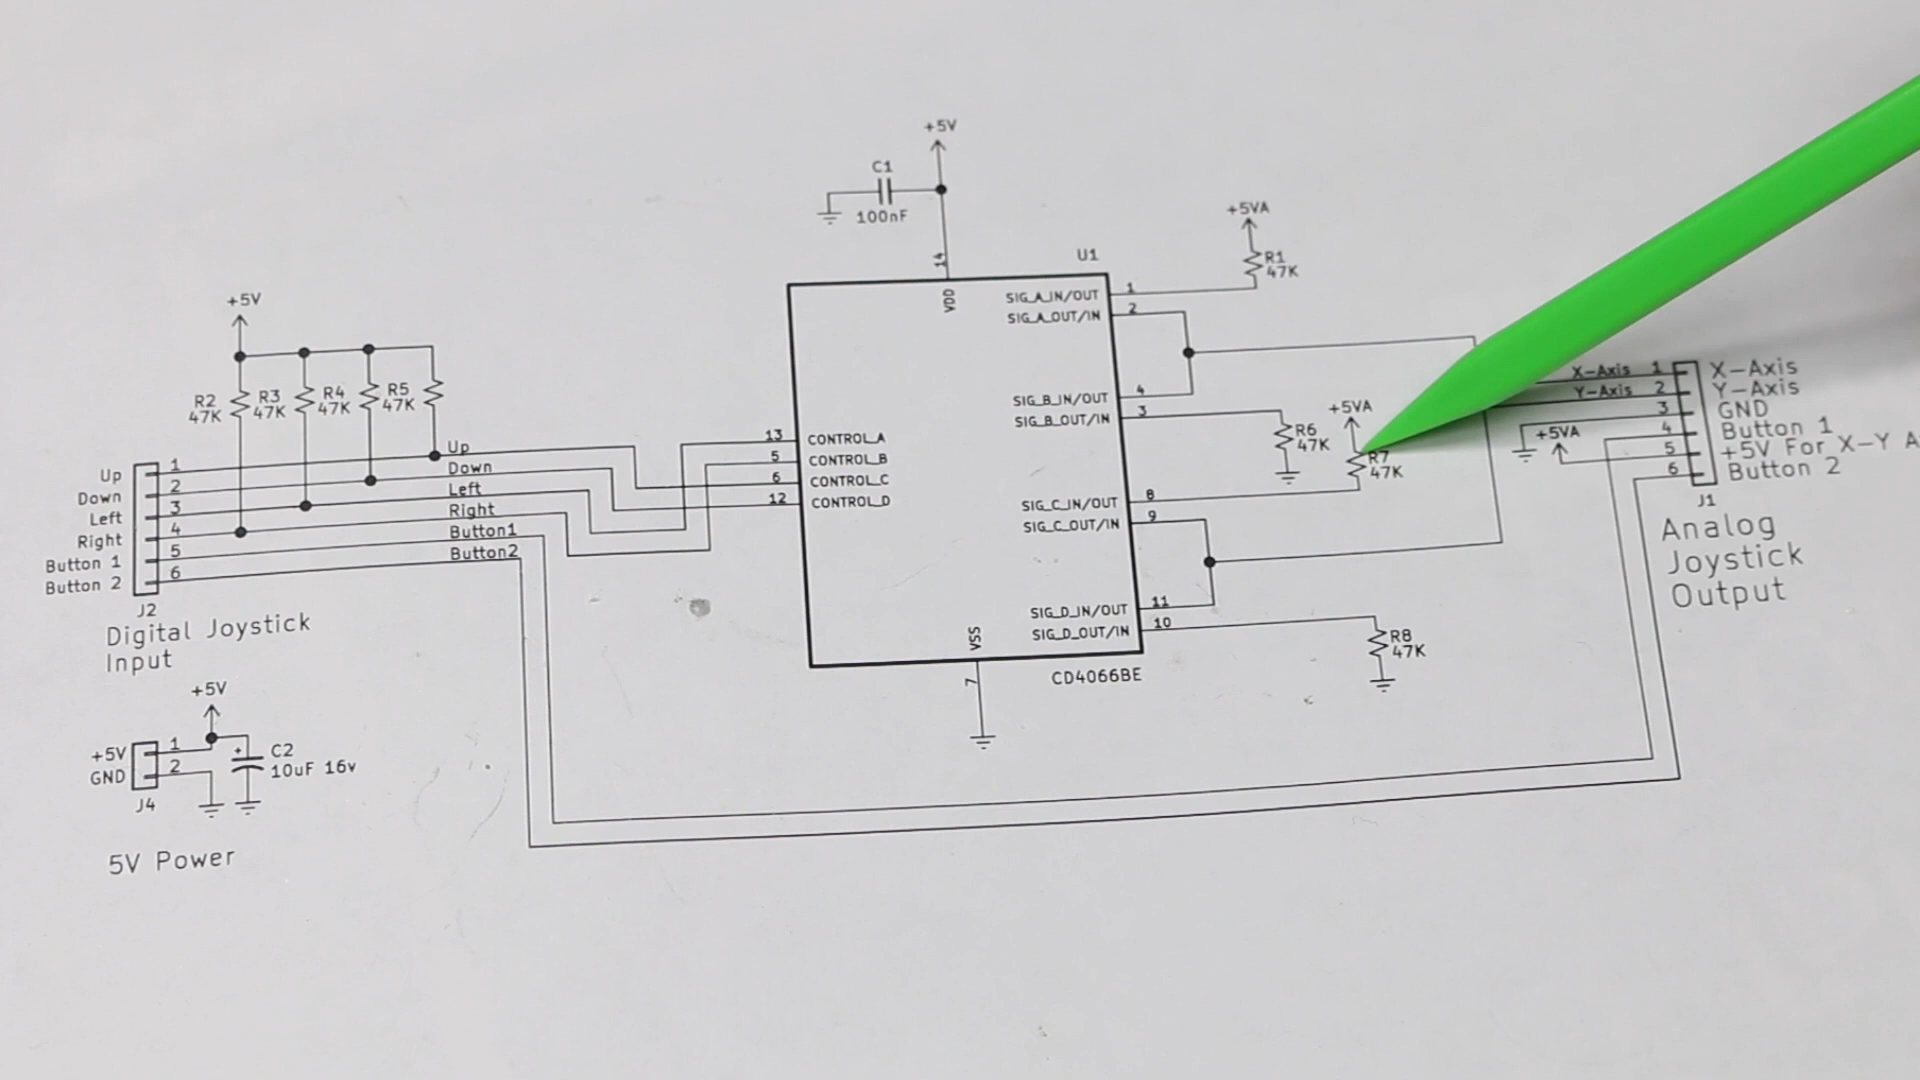 +5V
C1
100nF
14
VDD
U1
+5VA
R1
47K
SIG_A_IN/OUT
1
SIG_A_OUT/IN
2
SIG_B_IN/OUT
4
SIG_B_OUT/IN
3
R6
47K
+5VA
R7
47K
SIG_C_IN/OUT
8
SIG_C_OUT/IN
9
SIG_D_IN/OUT
11
SIG_D_OUT/IN
10
R8
47K
13
CONTROL_A
5
CONTROL_B
6
CONTROL_C
12
CONTROL_D
VSS
7
CD4066BE
+5V
R2
47K
R3
47K
R4
47K
R5
47K
Up
1
Up
Down
2
Down
Left
3
Left
Right
4
Right
Button 1
5
Button1
Button 2
6
Button2
J2
Digital Joystick
Input
+5V
+5V
1
GND
2
J4
C2
+
10uF 16v
5V Power
X-Axis
1
X-Axis
Y-Axis
2
Y-Axis
3
GND
+5VA
4
Button 1
5
+5V For X-Y A
6
Button 2
J1
Analog
Joystick
Output